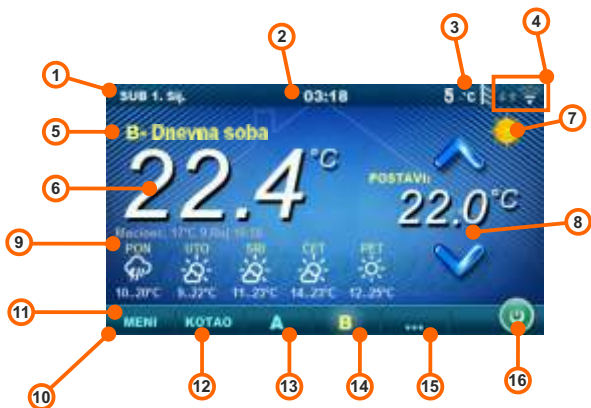 1
2
3
4
SUB 1. Sij.
03:18
5 °C
5
B- Dnevna soba
7
6
22.4°C
POSTAVI:
22.0°C
8
9
PON UTO SRI ČET PET
10..20°C 9..22°C 11..23°C 14..23°C 12..25°C
11
MENI KOTAO A B ...
10
12
13
14
15
16